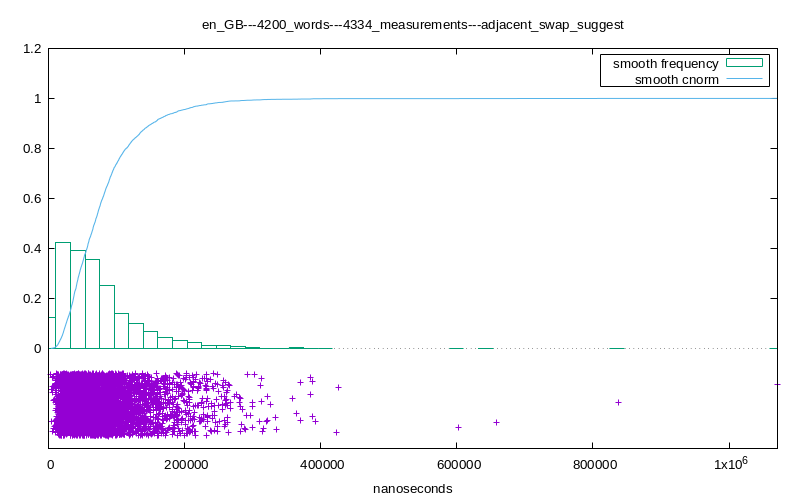 en_GB---4200_words---4334_measurements---adjacent_swap_suggest
1.2
smooth frequency
smooth cnorm
1
0.8
0.6
0.4
0.2
0
0 200000 400000 600000 800000 1x10^6
nanoseconds